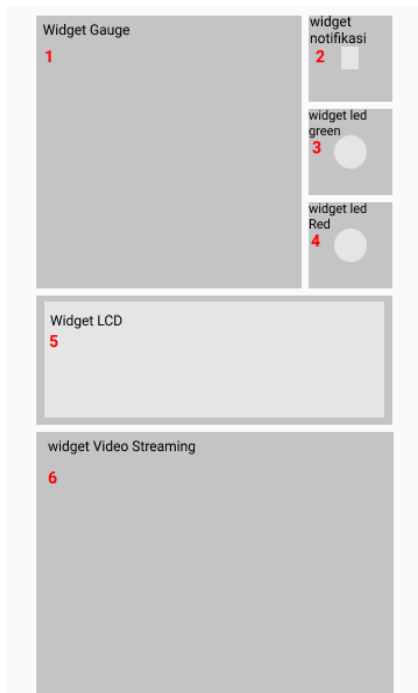 Widget Gauge
1
widget
notifikasi
2
widget led
green
3
widget led
Red
4
Widget LCD
5
widget Video Streaming
6